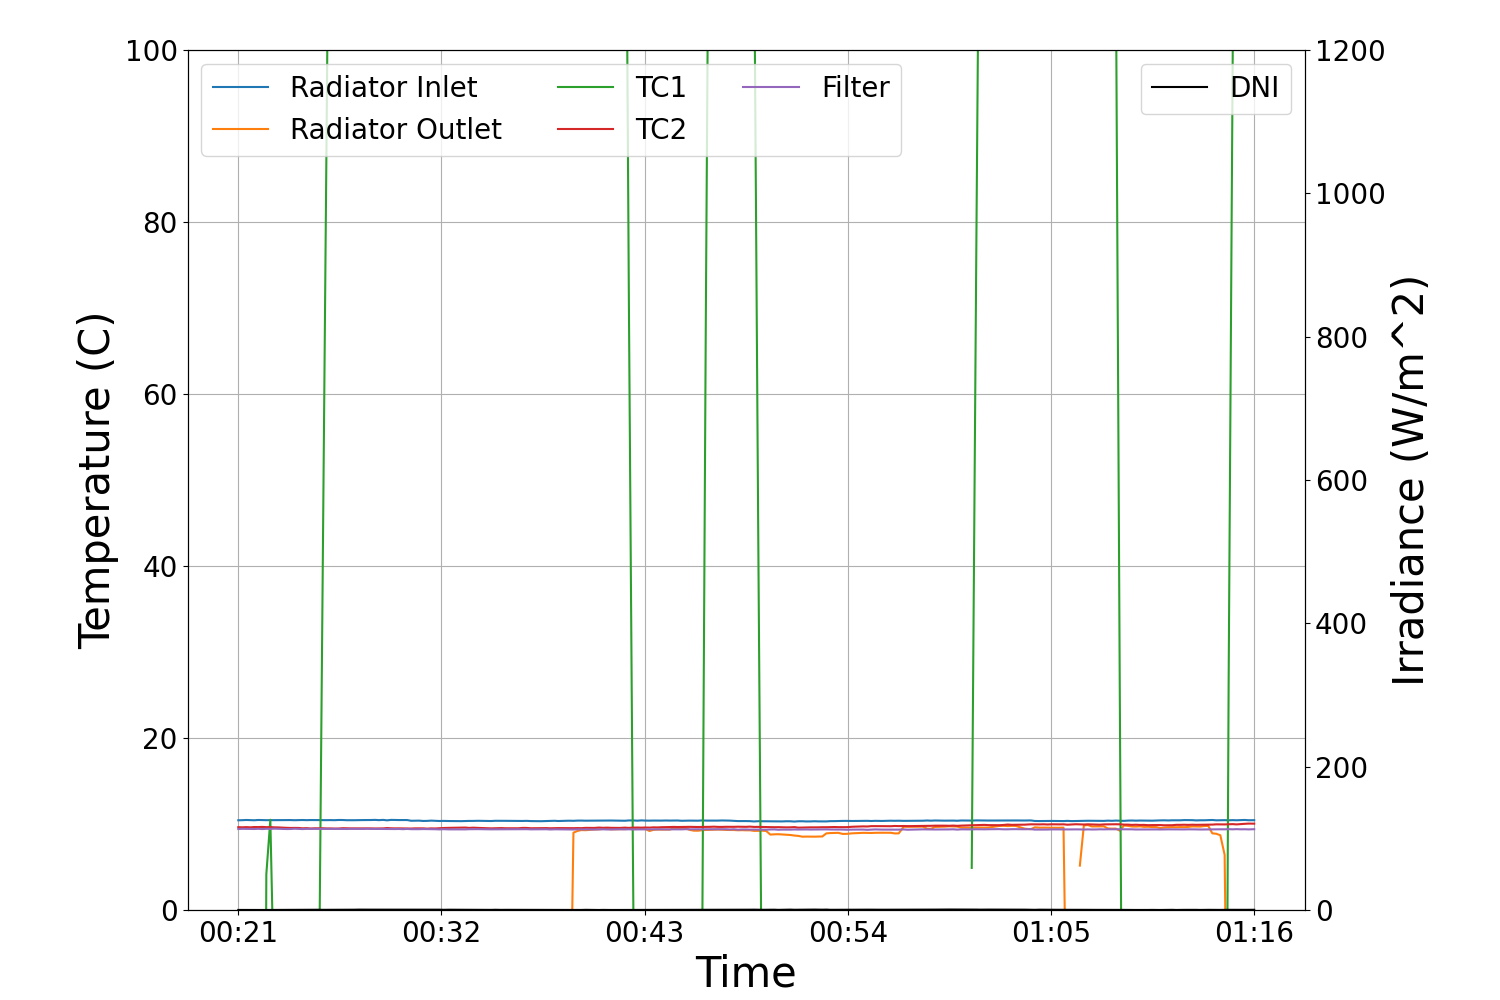 100
80
60
40
20
0
Temperature (C)
Radiator Inlet
Radiator Outlet
TC1
TC2
Filter
DNI
1200
1000
800
600
400
200
0
Irradiance (W/m^2)
00:21 00:32 00:43 00:54 01:05 01:16
Time